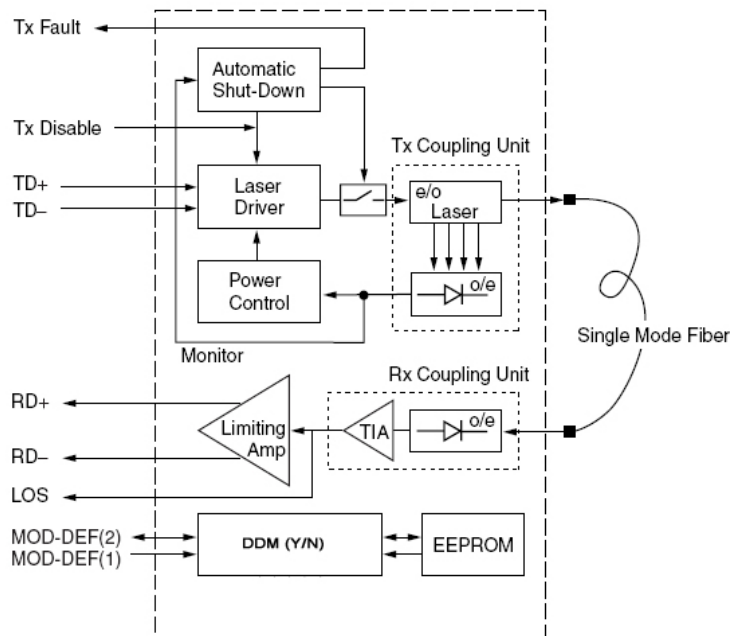 Tx Fault
Automatic
Shut-Down
Tx Disable
Tx Coupling Unit
TD+
TD–
Laser
Driver
e/o
Laser
Power
Control
o/e
Monitor
Single Mode Fiber
Rx Coupling Unit
RD+
RD–
LOS
Limiting
Amp
TIA
o/e
MOD-DEF(2)
MOD-DEF(1)
DDM (Y/N)
EEPROM